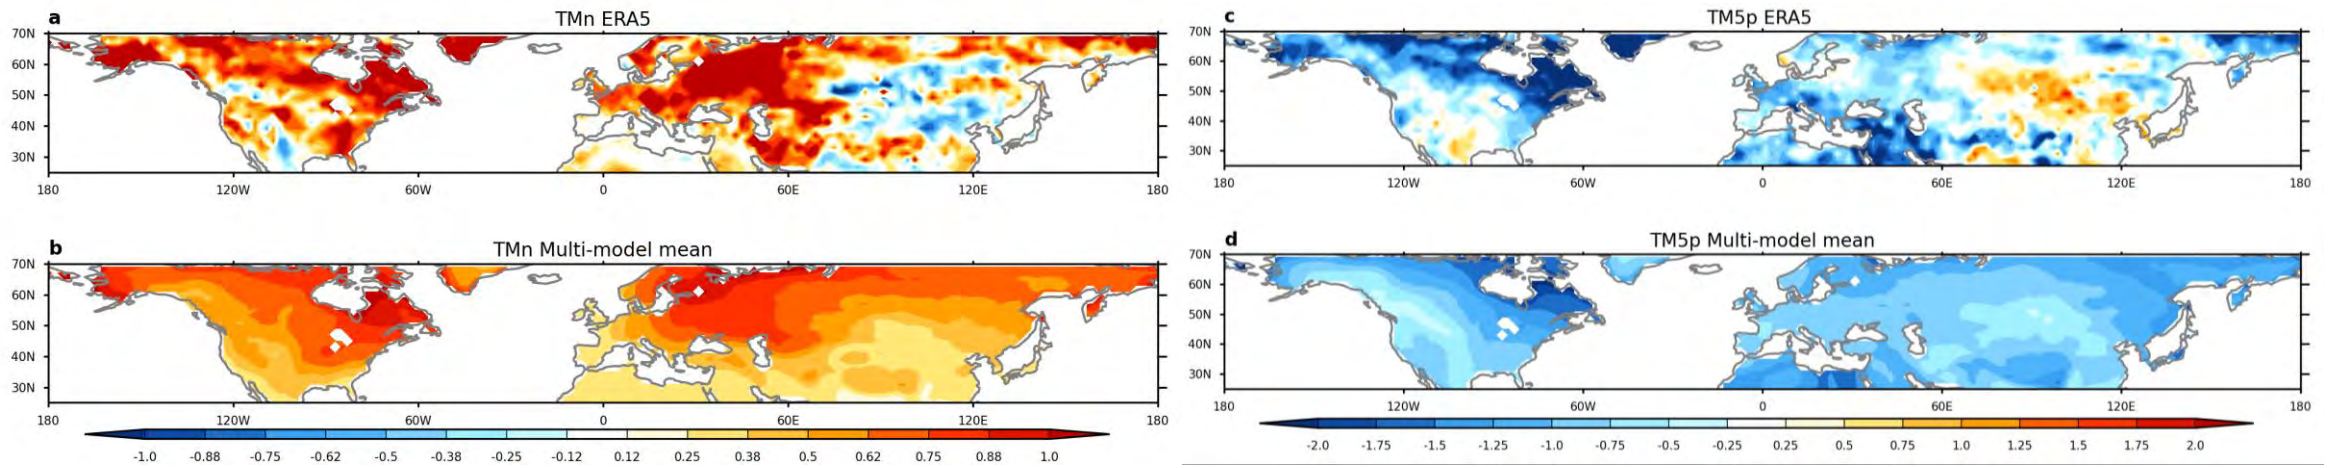 a
TMn ERA5
70N
60N
50N
40N
30N
180
120W
60W
0
60E
120E
180
b
TMn Multi-model mean
70N
60N
50N
40N
30N
180
120W
60W
0
60E
120E
180
-1.0 -0.88 -0.75 -0.62 -0.5 -0.38 -0.25 -0.12 0.12 0.25 0.38 0.5 0.62 0.75 0.88 1.0
c
TM5p ERA5
70N
60N
50N
40N
30N
180
120W
60W
0
60E
120E
180
d
TM5p Multi-model mean
70N
60N
50N
40N
30N
180
120W
60W
0
60E
120E
180
-2.0 -1.75 -1.5 -1.25 -1.0 -0.75 -0.5 -0.25 0.25 0.5 0.75 1.0 1.25 1.5 1.75 2.0